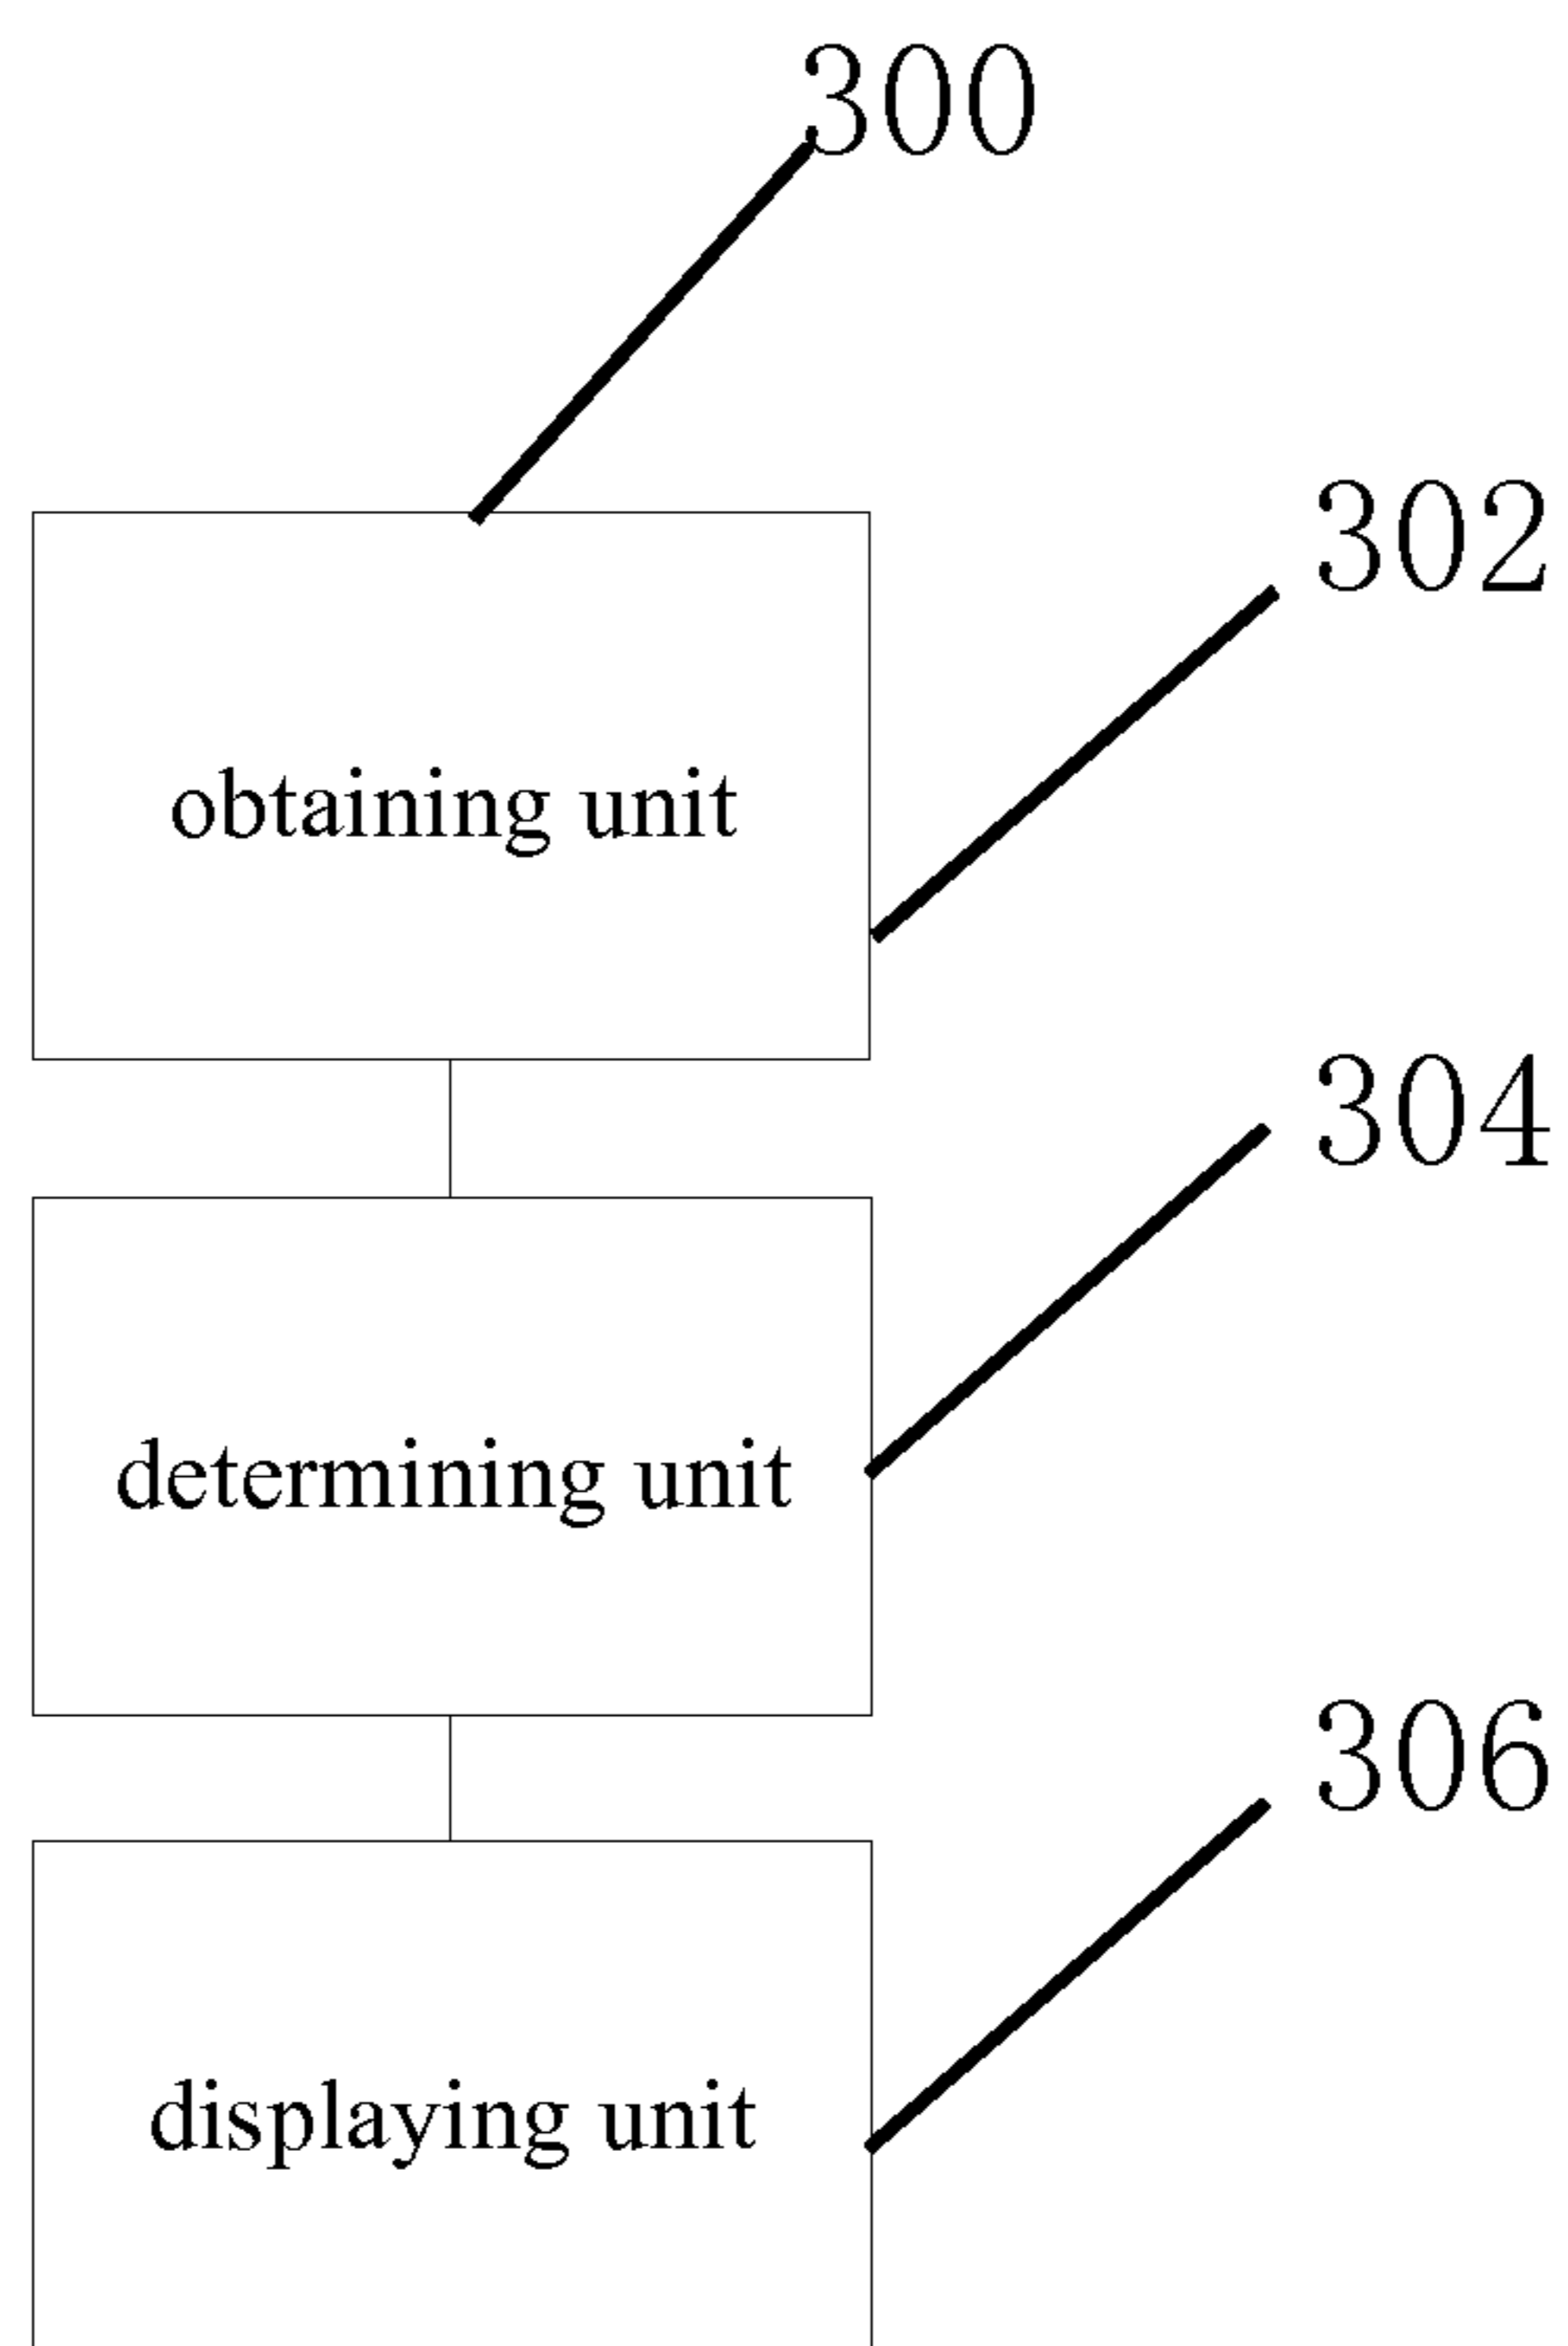 300
302
obtaining unit
304
determining unit
306
displaying unit